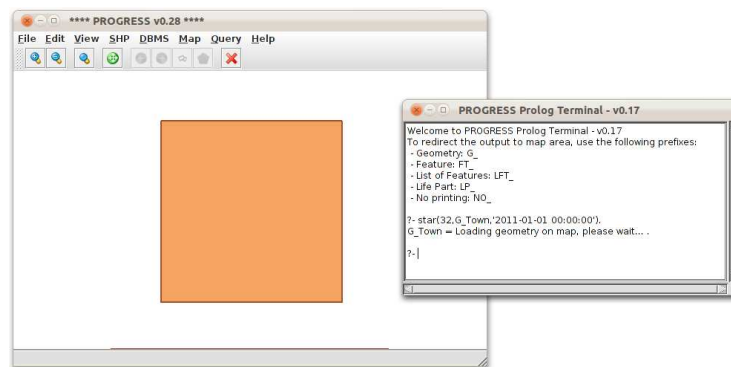 **** PROGRESS v0.28 ****
File Edit View SHP DBMS Map Query Help
PROGRESS Prolog Terminal - v0.17
Welcome to PROGRESS Prolog Terminal - v0.17
To redirect the output to map area, use the following prefixes:
- Geometry: G_
- Feature: FT_
- List of Features: LFT_
- Life Part: LP_
- No printing: NO_
?- star(32,G_Town,'2011-01-01 00:00:00').
G_Town = Loading geometry on map, please wait... .
?-